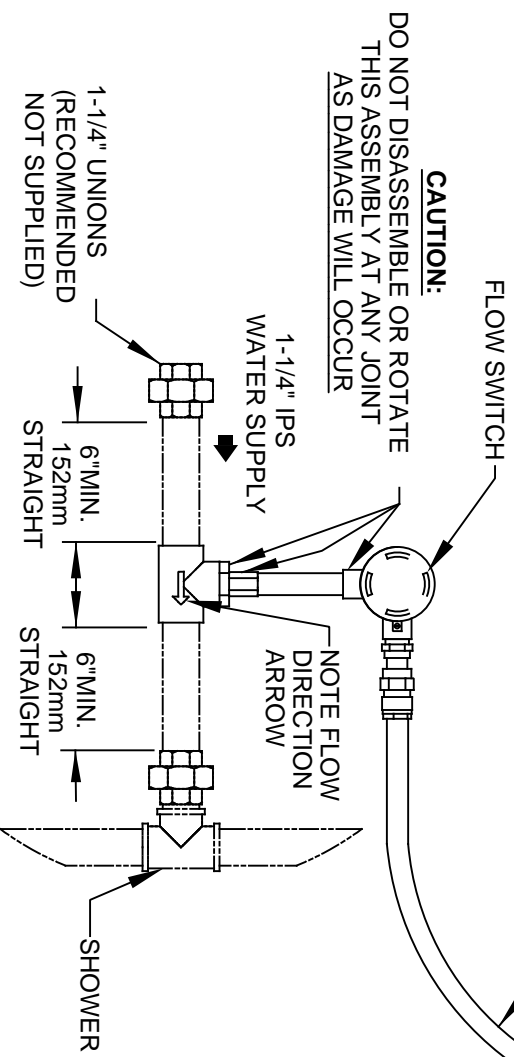 FLOW SWITCH
CAUTION:
DO NOT DISASSEMBLE OR ROTATE
THIS ASSEMBLY AT ANY JOINT
AS DAMAGE WILL OCCUR
1-1/4" IPS
WATER SUPPLY
1-1/4" UNIONS
(RECOMMENDED
NOT SUPPLIED)
NOTE FLOW
DIRECTION
ARROW
6"MIN.
152mm
STRAIGHT
6"MIN.
152mm
STRAIGHT
SHOWER